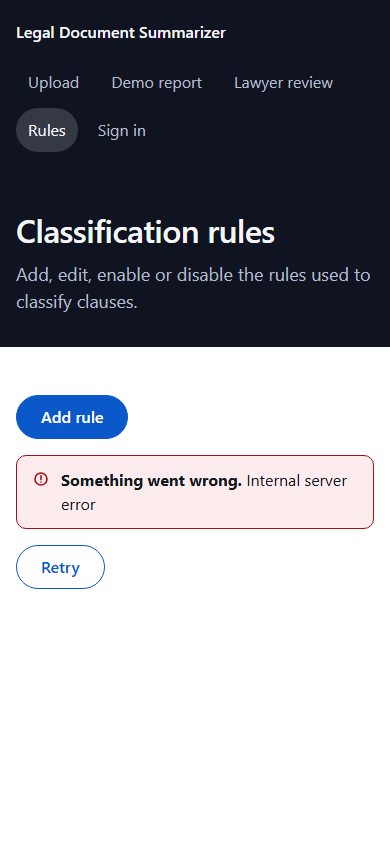 Legal Document Summarizer
Upload Demo report Lawyer review
Rules Sign in
Classification rules
Add, edit, enable or disable the rules used to
classify clauses.
Add rule
Something went wrong. Internal server
error
Retry